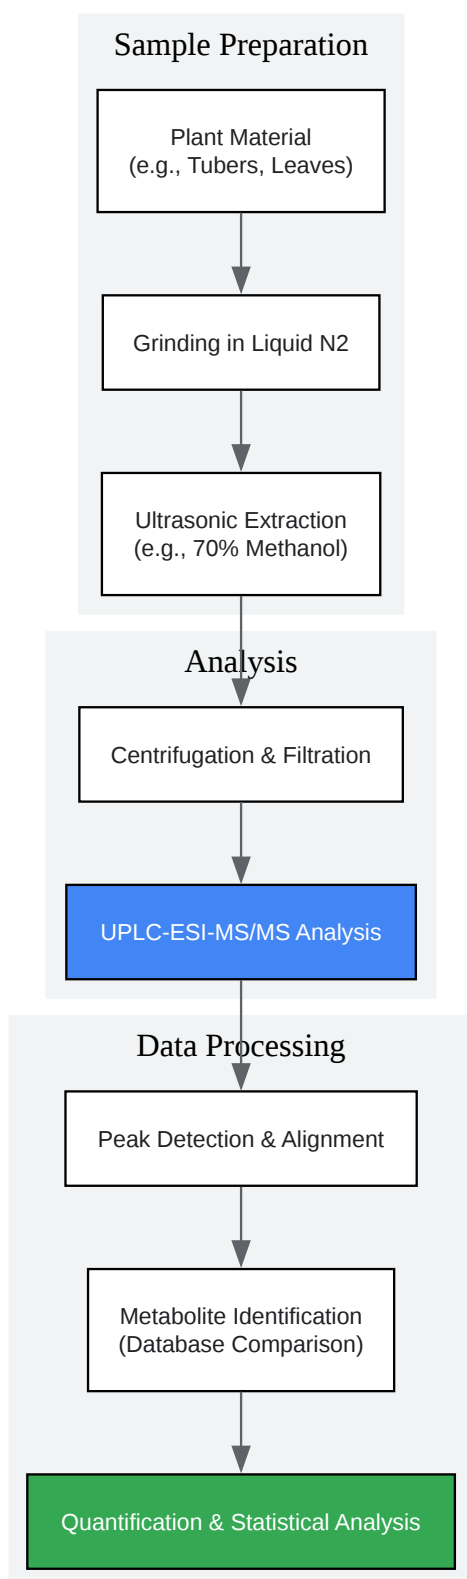 Sample Preparation
Plant Material
(e.g., Tubers, Leaves)
Grinding in Liquid N2
Ultrasonic Extraction
(e.g., 70% Methanol)
Analysis
Centrifugation & Filtration
UPLC-ESI-MS/MS Analysis
Data Processing
Peak Detection & Alignment
Metabolite Identification
(Database Comparison)
Quantification & Statistical Analysis